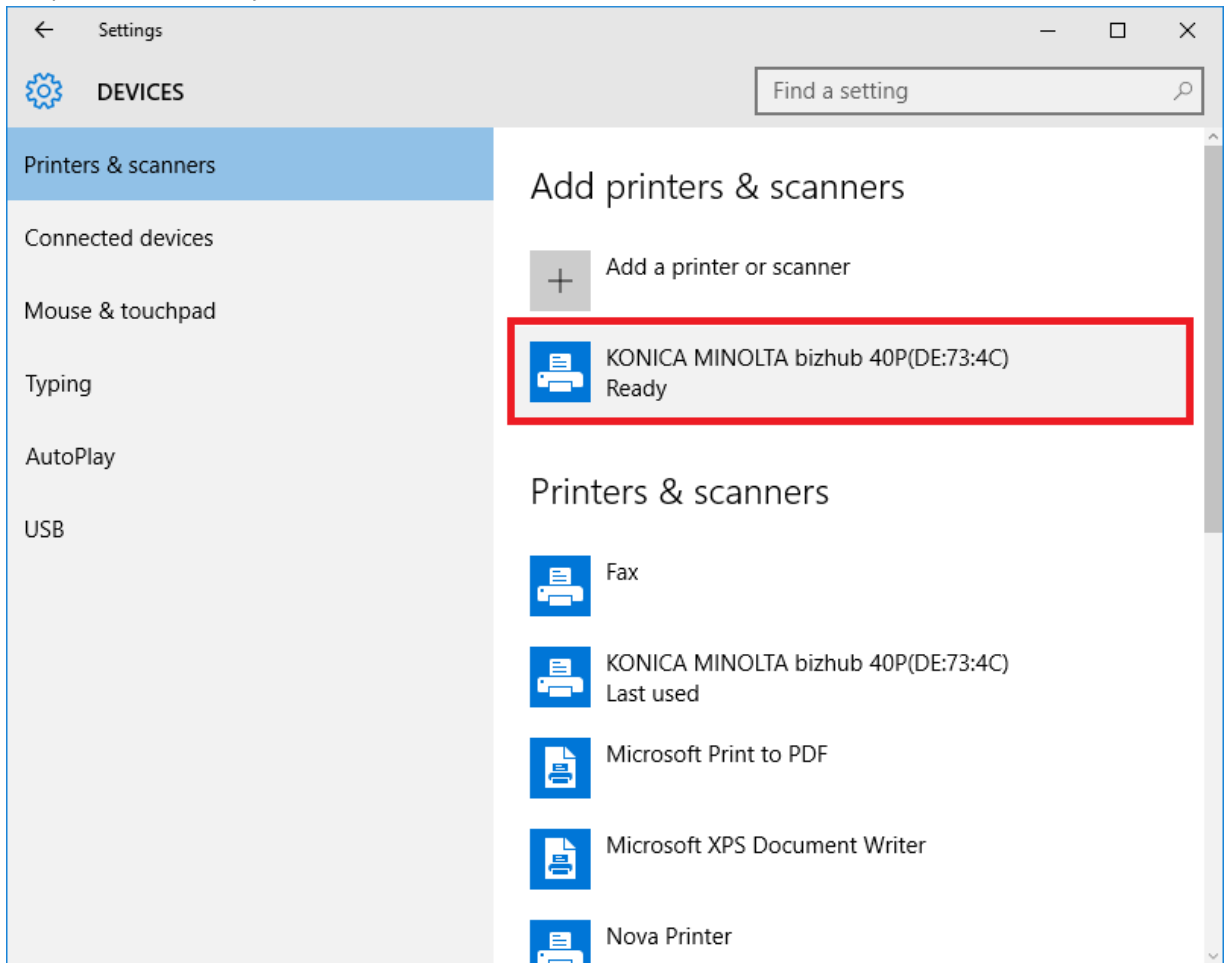 Settings
DEVICES
Find a setting
Printers & scanners
Connected devices
Mouse & touchpad
Typing
AutoPlay
USB
Add printers & scanners
Add a printer or scanner
KONICA MINOLTA bizhub 40P(DE:73:4C)
Ready
Printers & scanners
Fax
KONICA MINOLTA bizhub 40P(DE:73:4C)
Last used
Microsoft Print to PDF
Microsoft XPS Document Writer
Nova Printer